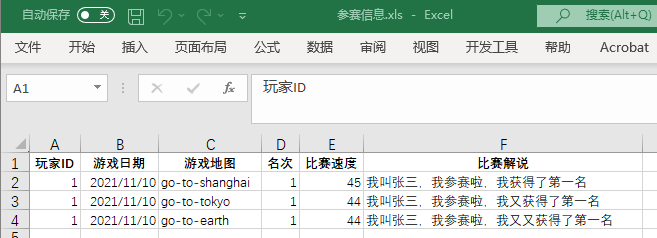 自动保存 关 参赛信息.xls - Excel 搜索(Alt+Q)
文件 开始 插入 页面布局 公式 数据 审阅 视图 开发工具 帮助 Acrobat
A1 fx 玩家ID
A B C D E F
1 玩家ID 游戏日期 游戏地图 名次 比赛速度 比赛解说
2 1 2021/11/10 go-to-shanghai 1 45 我叫张三，我参赛啦，我获得了第一名
3 1 2021/11/10 go-to-tokyo 1 44 我叫张三，我参赛啦，我又获得了第一名
4 1 2021/11/10 go-to-earth 1 44 我叫张三，我参赛啦，我又又获得了第一名
5